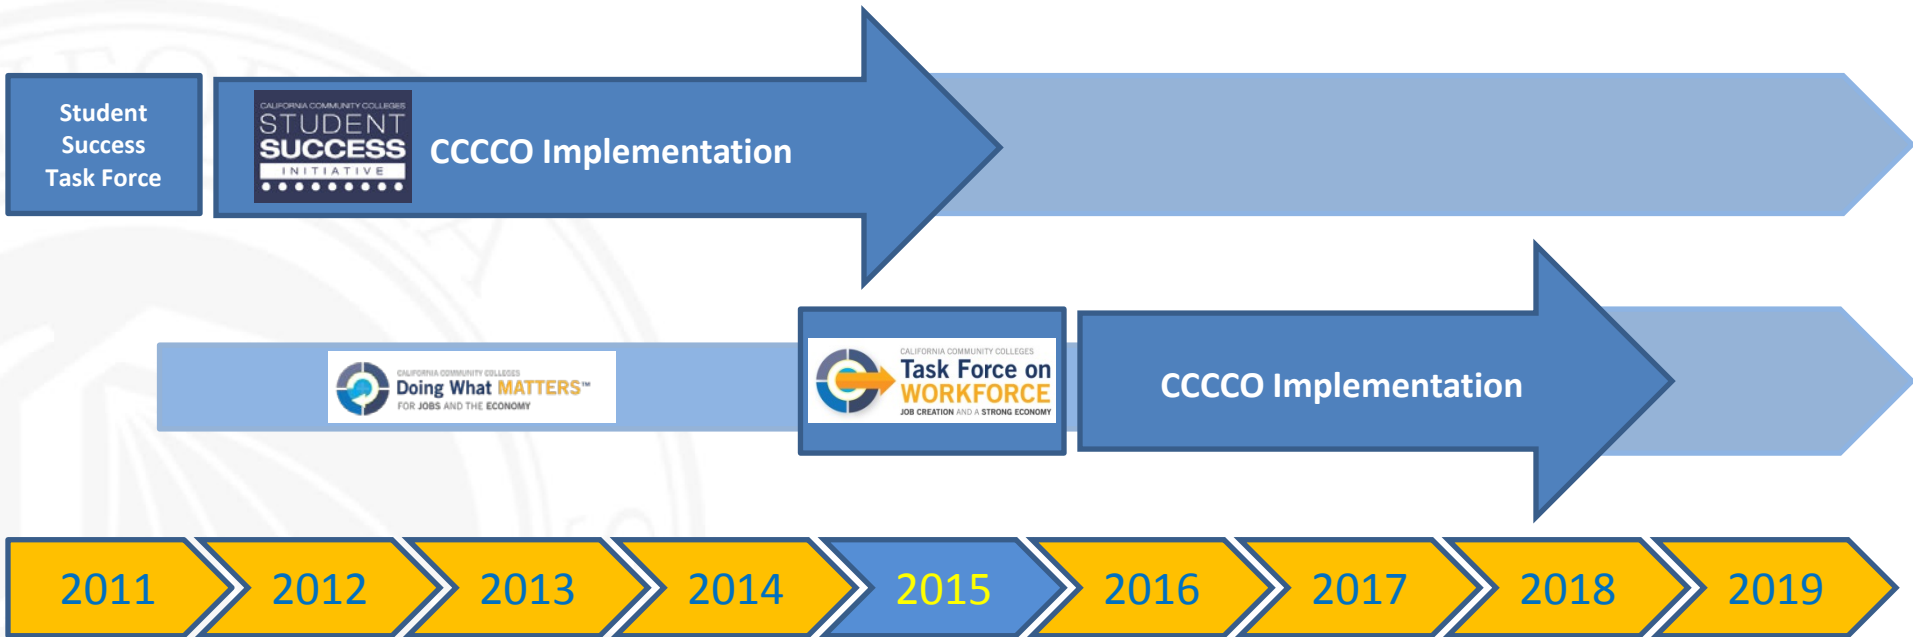 Student
Success
Task Force
CALIFORNIA COMMUNITY COLLEGES
STUDENT
SUCCESS
INITIATIVE
CCCCO Implementation
CALIFORNIA COMMUNITY COLLEGES
Doing What MATTERS™
FOR JOBS AND THE ECONOMY
CALIFORNIA COMMUNITY COLLEGES
Task Force on
WORKFORCE
JOB CREATION AND A STRONG ECONOMY
CCCCO Implementation
2011 2012 2013 2014 2015 2016 2017 2018 2019